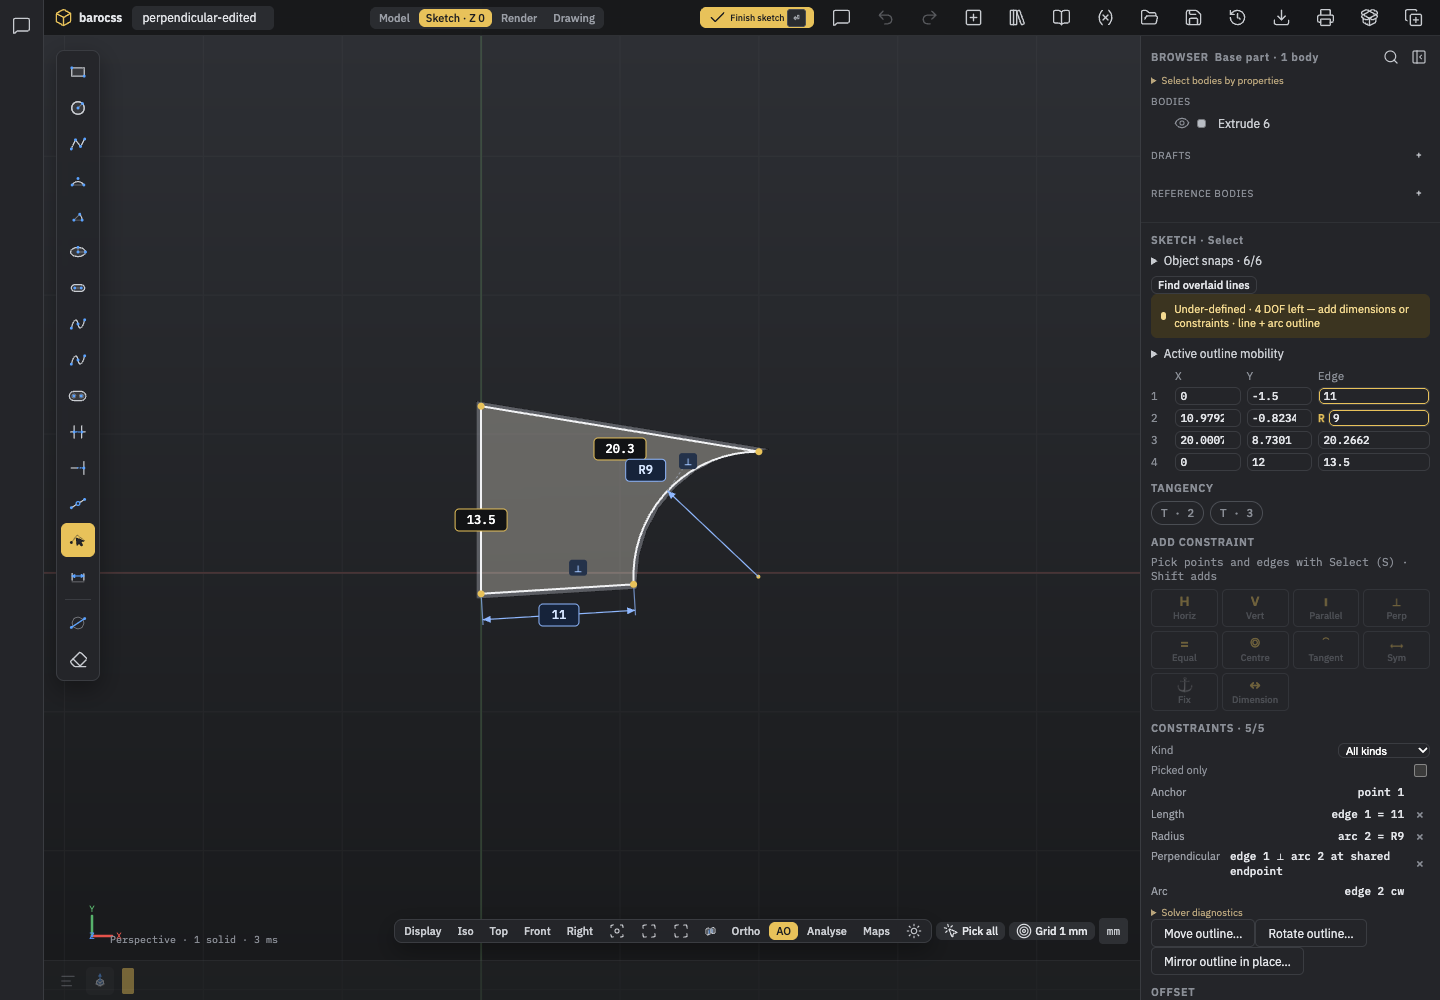 barocss
perpendicular-edited
Model
Sketch · Z 0
Render
Drawing
Finish sketch
BROWSER Base part · 1 body
Select bodies by properties
BODIES
Extrude 6
DRAFTS
+
REFERENCE BODIES
+
SKETCH · Select
Object snaps · 6/6
Find overlaid lines
Under-defined · 4 DOF left — add dimensions or
constraints · line + arc outline
Active outline mobility
X Y Edge
1 0 -1.5 11
2 10.9792 -0.8234 R 9
3 20.0007 8.7301 20.2662
4 0 12 13.5
TANGENCY
T · 2 T · 3
ADD CONSTRAINT
Pick points and edges with Select (S) ·
Shift adds
H V ∥ ⊥
Horiz Vert Parallel Perp
Equal Centre Tangent Sym
Fix Dimension
CONSTRAINTS · 5/5
Kind All kinds
Picked only
Anchor point 1
Length edge 1 = 11 ×
Radius arc 2 = R9 ×
Perpendicular edge 1 ⊥ arc 2 at shared
endpoint ×
Arc edge 2 cw
Solver diagnostics
Move outline... Rotate outline...
Mirror outline in place...
OFFSET
20.3
R9
⊥
13.5
⊥
11
Y
Z
X
Perspective · 1 solid · 3 ms
Display Iso Top Front Right Ortho AO Analyse Maps Pick all Grid 1 mm mm